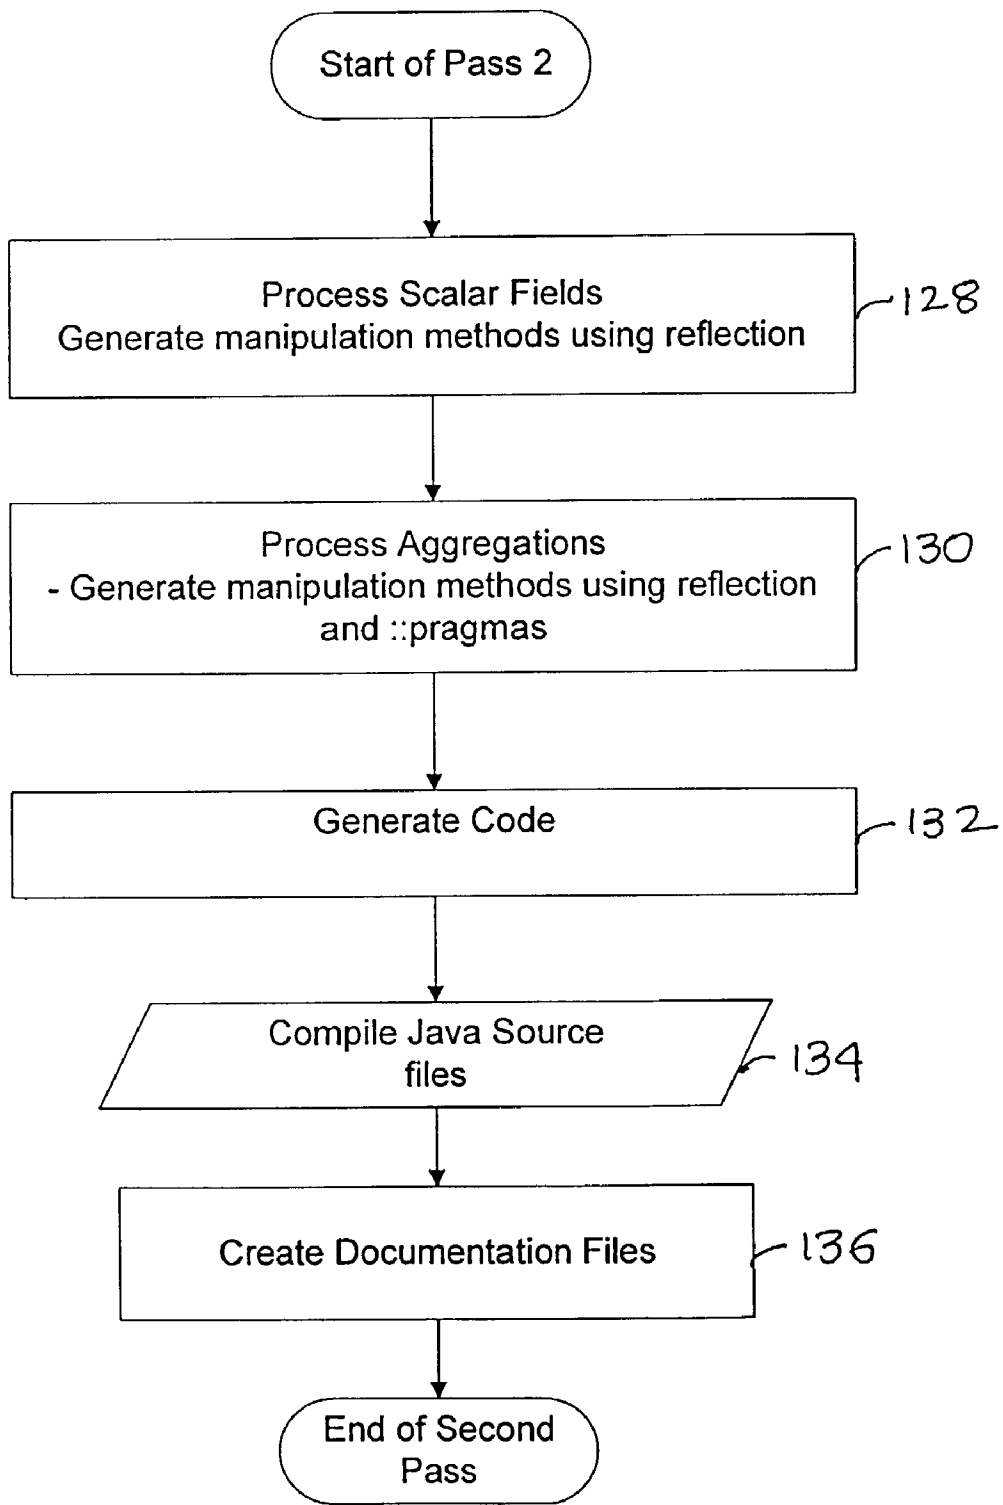 Start of Pass 2
Process Scalar Fields
128
Generate manipulation methods using reflection
Process Aggregations
130
- Generate manipulation methods using reflection
and ::pragmas
Generate Code
132
Compile Java Source
134
files
Create Documentation Files
136
End of Second
Pass